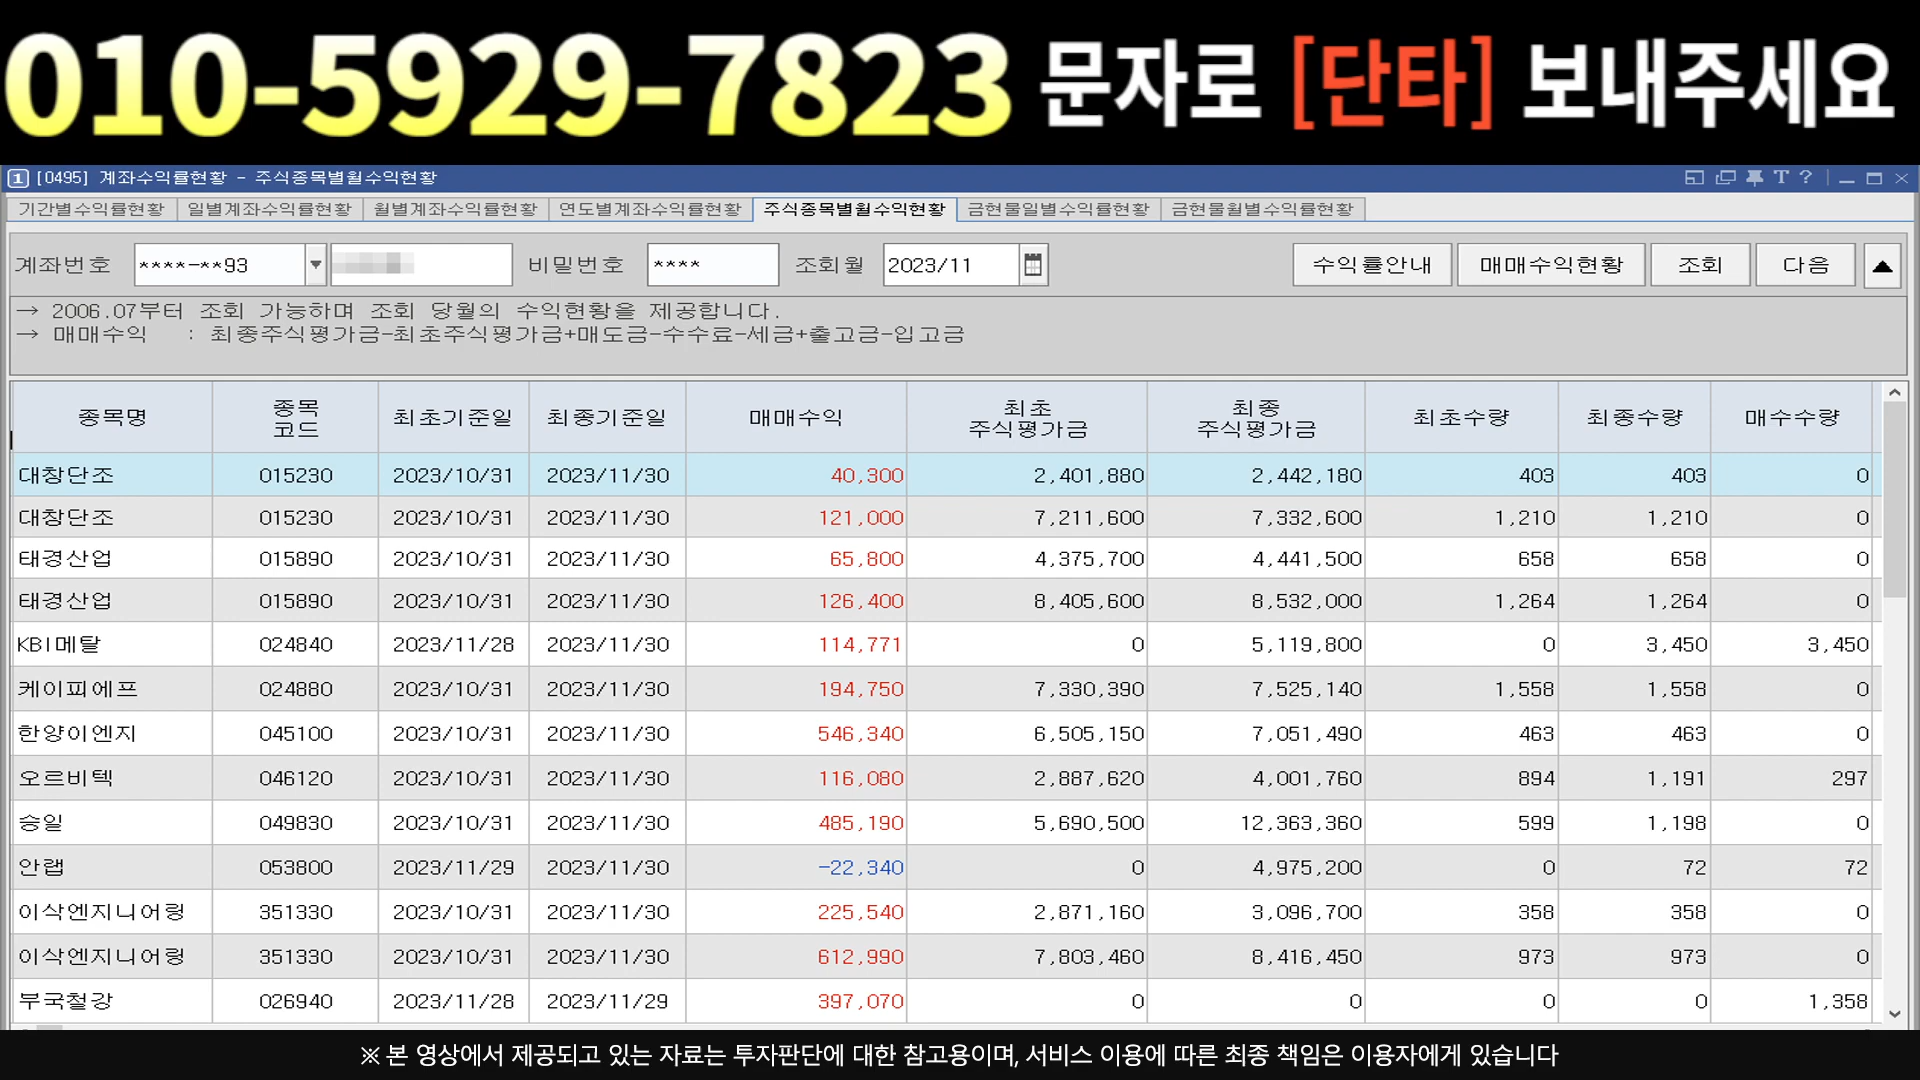 010-5929-7823 문자로 [단타] 보내주세요
1 [0495] 계좌수익률현황 - 주식종목별월수익현황
기간별수익률현황 일별계좌수익률현황 월별계좌수익률현황 연도별계좌수익률현황 주식종목별월수익현황 금현물일별수익률현황 금현물월별수익률현황
계좌번호 ****-**93 비밀번호 **** 조회월 2023/11 수익률안내 매매수익현황 조회 다음 ▲
→ 2006.07부터 조회 가능하며 조회 당월의 수익현황을 제공합니다.
→ 매매수익 : 최종주식평가금-최초주식평가금+매도금-수수료-세금+출고금-입고금
종목명 종목코드 최초기준일 최종기준일 매매수익 최초주식평가금 최종주식평가금 최초수량 최종수량 매수수량
대창단조 015230 2023/10/31 2023/11/30 40,300 2,401,880 2,442,180 403 403 0
대창단조 015230 2023/10/31 2023/11/30 121,000 7,211,600 7,332,600 1,210 1,210 0
태경산업 015890 2023/10/31 2023/11/30 65,800 4,375,700 4,441,500 658 658 0
태경산업 015890 2023/10/31 2023/11/30 126,400 8,405,600 8,532,000 1,264 1,264 0
KBI메탈 024840 2023/11/28 2023/11/30 114,771 0 5,119,800 0 3,450 3,450
케이피에프 024880 2023/10/31 2023/11/30 194,750 7,330,390 7,525,140 1,558 1,558 0
한양이엔지 045100 2023/10/31 2023/11/30 546,340 6,505,150 7,051,490 463 463 0
오르비텍 046120 2023/10/31 2023/11/30 116,080 2,887,620 4,001,760 894 1,191 297
승일 049830 2023/10/31 2023/11/30 485,190 5,690,500 12,363,360 599 1,198 0
안랩 053800 2023/11/29 2023/11/30 -22,340 0 4,975,200 0 72 72
이삭엔지니어링 351330 2023/10/31 2023/11/30 225,540 2,871,160 3,096,700 358 358 0
이삭엔지니어링 351330 2023/10/31 2023/11/30 612,990 7,803,460 8,416,450 973 973 0
부국철강 026940 2023/11/28 2023/11/29 397,070 0 0 0 0 1,358
※ 본 영상에서 제공되고 있는 자료는 투자판단에 대한 참고용이며, 서비스 이용에 따른 최종 책임은 이용자에게 있습니다